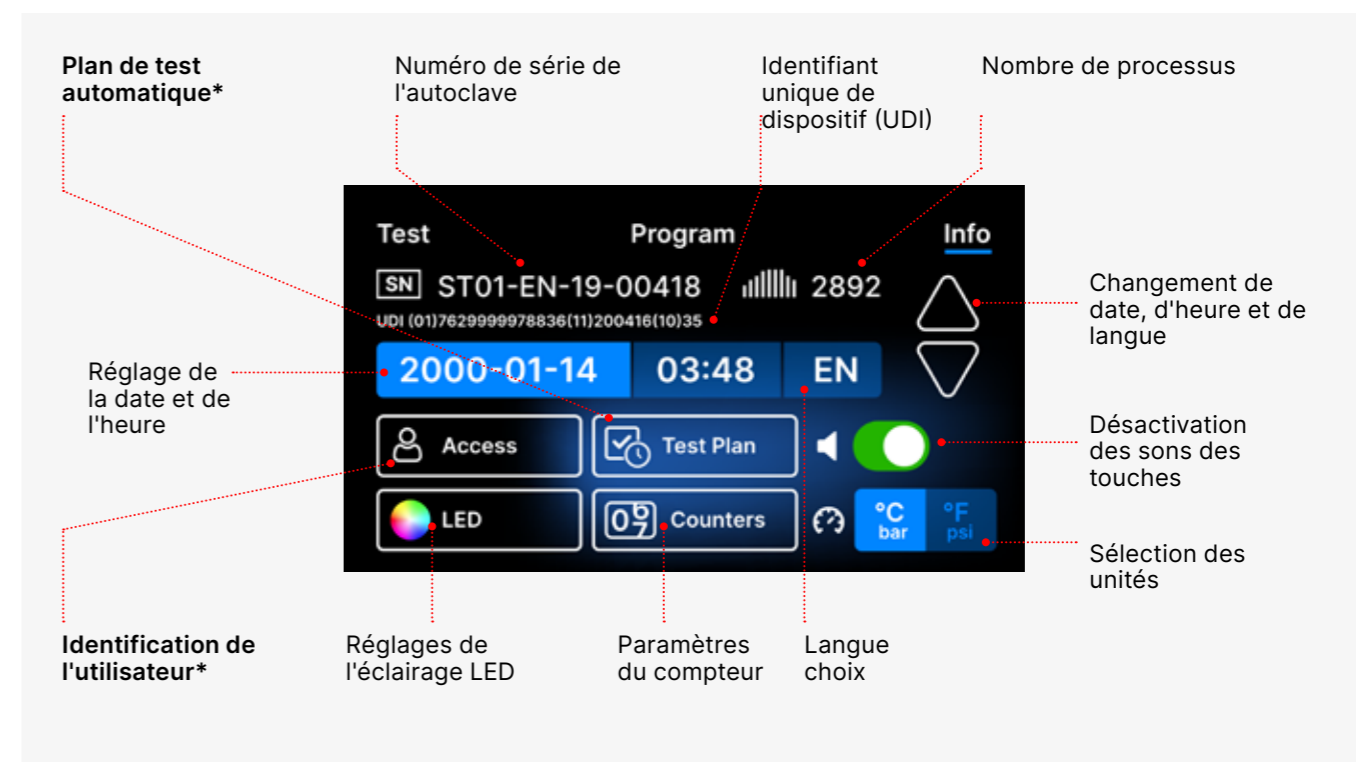 Plan de test
automatique*
Numéro de série de
l'autoclave
Identifiant
unique de
dispositif (UDI)
Nombre de processus
Test
Program
Info
SN ST01-EN-19-00418 2892
UDI (01)7629999978836(11)200416(10)35
Changement de
date, d'heure et de
langue
Réglage de
la date et de
l'heure
2000-01-14
03:48
EN
Access
Test Plan
Désactivation
des sons des
touches
LED
09 Counters
°C
bar
°F
psi
Sélection des
unités
Identification de
l'utilisateur*
Réglages de
l'éclairage LED
Paramètres
du compteur
Langue
choix